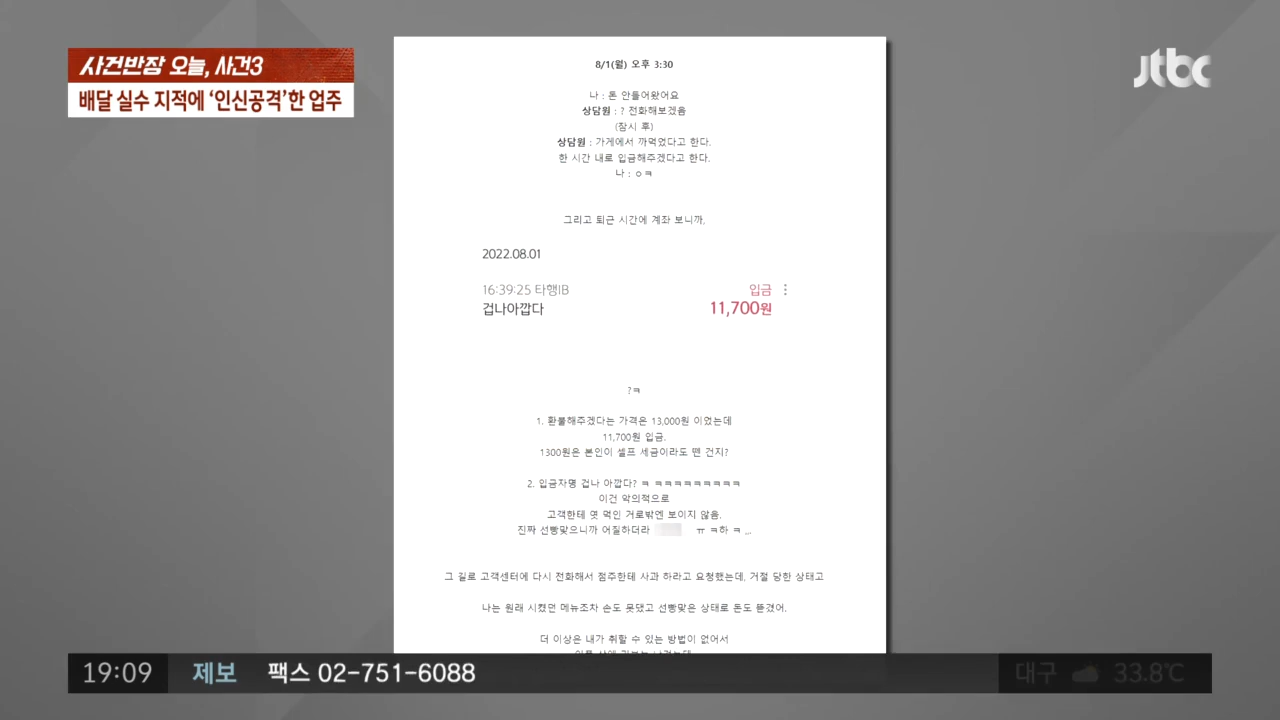 사건반장 오늘, 사건3
배달 실수 지적에 ‘인신공격’한 업주
jtbc
8/1(월) 오후 3:30
나 : 돈 안들어왔어요
상담원 : ? 전화해보겠음
(잠시 후)
상담원 : 가게에서 까먹었다고 한다.
한 시간 내로 입금해주겠다고 한다.
나 : ㅇㅋ
그리고 퇴근 시간에 계좌 보니까,
2022.08.01
16:39:25 타행IB
입금
겁나아깝다
11,700원
?ㅋ
1. 환불해주겠다는 가격은 13,000원 이었는데
11,700원 입금.
1300원은 본인이 셀프 세금이라도 뗀 건지?
2. 입금자명 겁나 아깝다? ㅋ ㅋㅋㅋㅋㅋㅋㅋㅋㅋ
이건 악의적으로
고객한테 엿 먹인 거로밖엔 보이지 않음.
진짜 선빵맞으니까 어질하더라 ㅠ ㅋ하 ㅋ ,,.
그 길로 고객센터에 다시 전화해서 점주한테 사과 하라고 요청했는데, 거절 당한 상태고
나는 원래 시켰던 메뉴조차 손도 못댔고 선빵맞은 상태로 돈도 뜯겼어.
더 이상은 내가 취할 수 있는 방법이 없어서
19:09
제보
팩스 02-751-6088
대구
33.8℃